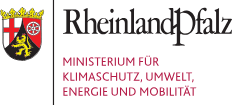 RheinlandPfalz
MINISTERIUM FÜR
KLIMASCHUTZ, UMWELT,
ENERGIE UND MOBILITÄT